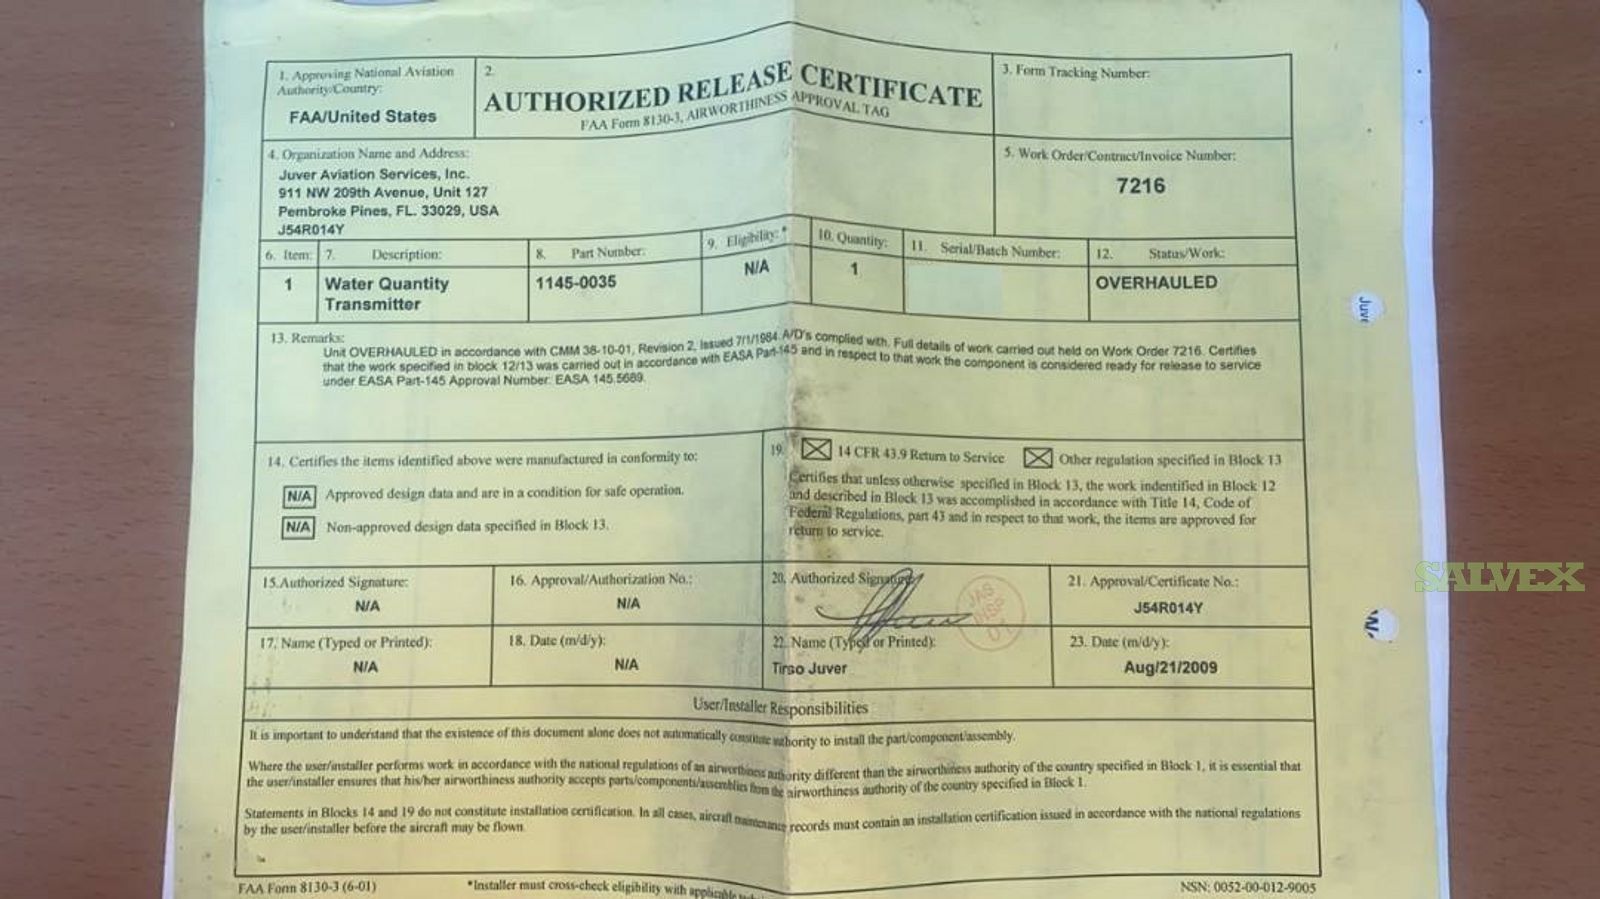 1. Approving National Aviation
Authority/Country:
FAA/United States
2.
AUTHORIZED RELEASE CERTIFICATE
FAA Form 8130-3, AIRWORTHINESS APPROVAL TAG
3. Form Tracking Number:
4. Organization Name and Address:
Juver Aviation Services, Inc.
911 NW 209th Avenue, Unit 127
Pembroke Pines, FL. 33029, USA
J54R014Y
5. Work Order/Contract/Invoice Number:
7216
6. Item:
7. Description:
8. Part Number:
9. Eligibility:*
10. Quantity:
11. Serial/Batch Number:
12. Status/Work:
1
Water Quantity
Transmitter
1145-0035
N/A
1
OVERHAULED
13. Remarks:
Unit OVERHAULED in accordance with CMM 38-10-01, Revision 2, Issued 7/1/1984. A/D's complied with. Full details of work carried out held on Work Order 7216. Certifies
that the work specified in block 12/13 was carried out in accordance with EASA Part-145 and in respect to that work the component is considered ready for release to service
under EASA Part-145 Approval Number: EASA 145.5689.
14. Certifies the items identified above were manufactured in conformity to:
N/A Approved design data and are in a condition for safe operation.
N/A Non-approved design data specified in Block 13.
19. 14 CFR 43.9 Return to Service Other regulation specified in Block 13
Certifies that unless otherwise specified in Block 13, the work indentified in Block 12
and described in Block 13 was accomplished in accordance with Title 14, Code of
Federal Regulations, part 43 and in respect to that work, the items are approved for
return to service.
15.Authorized Signature:
N/A
16. Approval/Authorization No.:
N/A
20. Authorized Signature:
JAS
INSP
01
21. Approval/Certificate No.:
J54R014Y
17. Name (Typed or Printed):
N/A
18. Date (m/d/y):
N/A
22. Name (Typed or Printed):
Tirso Juver
23. Date (m/d/y):
Aug/21/2009
User/Installer Responsibilities
It is important to understand that the existence of this document alone does not automatically constitute authority to install the part/component/assembly.
Where the user/installer performs work in accordance with the national regulations of an airworthiness authority different than the airworthiness authority of the country specified in Block 1, it is essential that
the user/installer ensures that his/her airworthiness authority accepts parts/components/assemblies from the airworthiness authority of the country specified in Block 1.
Statements in Blocks 14 and 19 do not constitute installation certification. In all cases, aircraft maintenance records must contain an installation certification issued in accordance with the national regulations
by the user/installer before the aircraft may be flown.
FAA Form 8130-3 (6-01)
*Installer must cross-check eligibility with applicable
NSN: 0052-00-012-9005
Juve
SALVEX